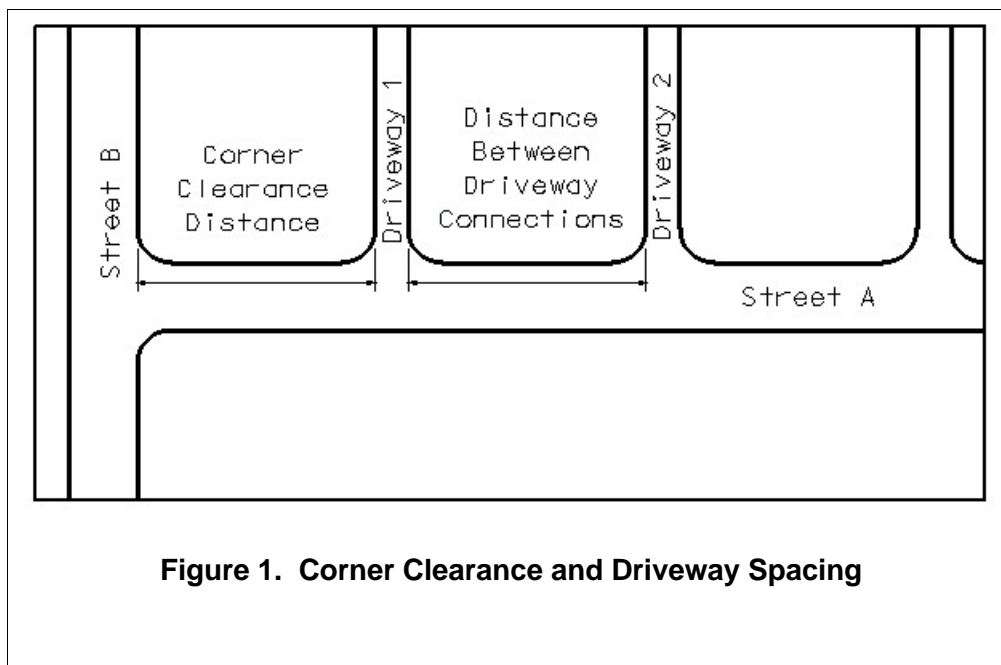 Street B
Corner
Clearance
Distance
Driveway 1
Distance
Between
Driveway
Connections
Driveway 2
Street A
Figure 1. Corner Clearance and Driveway Spacing